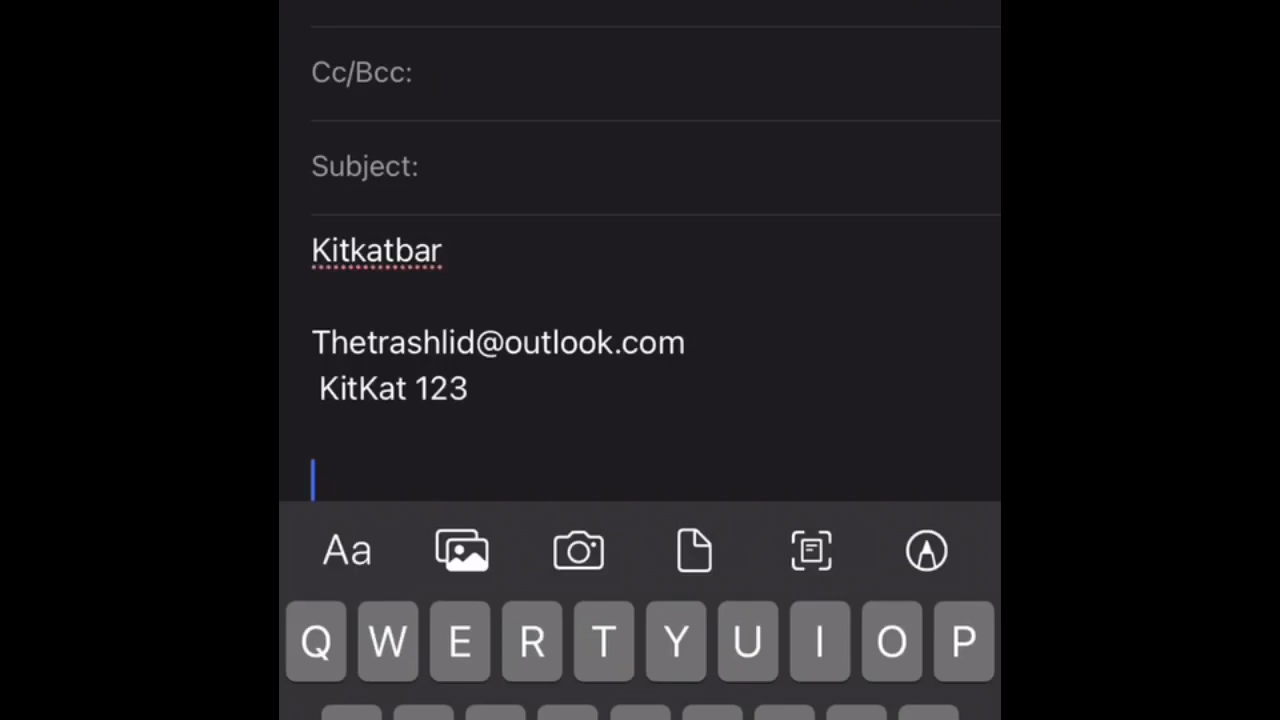 Cc/Bcc:
Subject:
Kitkatbar
Thetrashlid@outlook.com
KitKat 123
Aa
Q W E R T Y U I O P